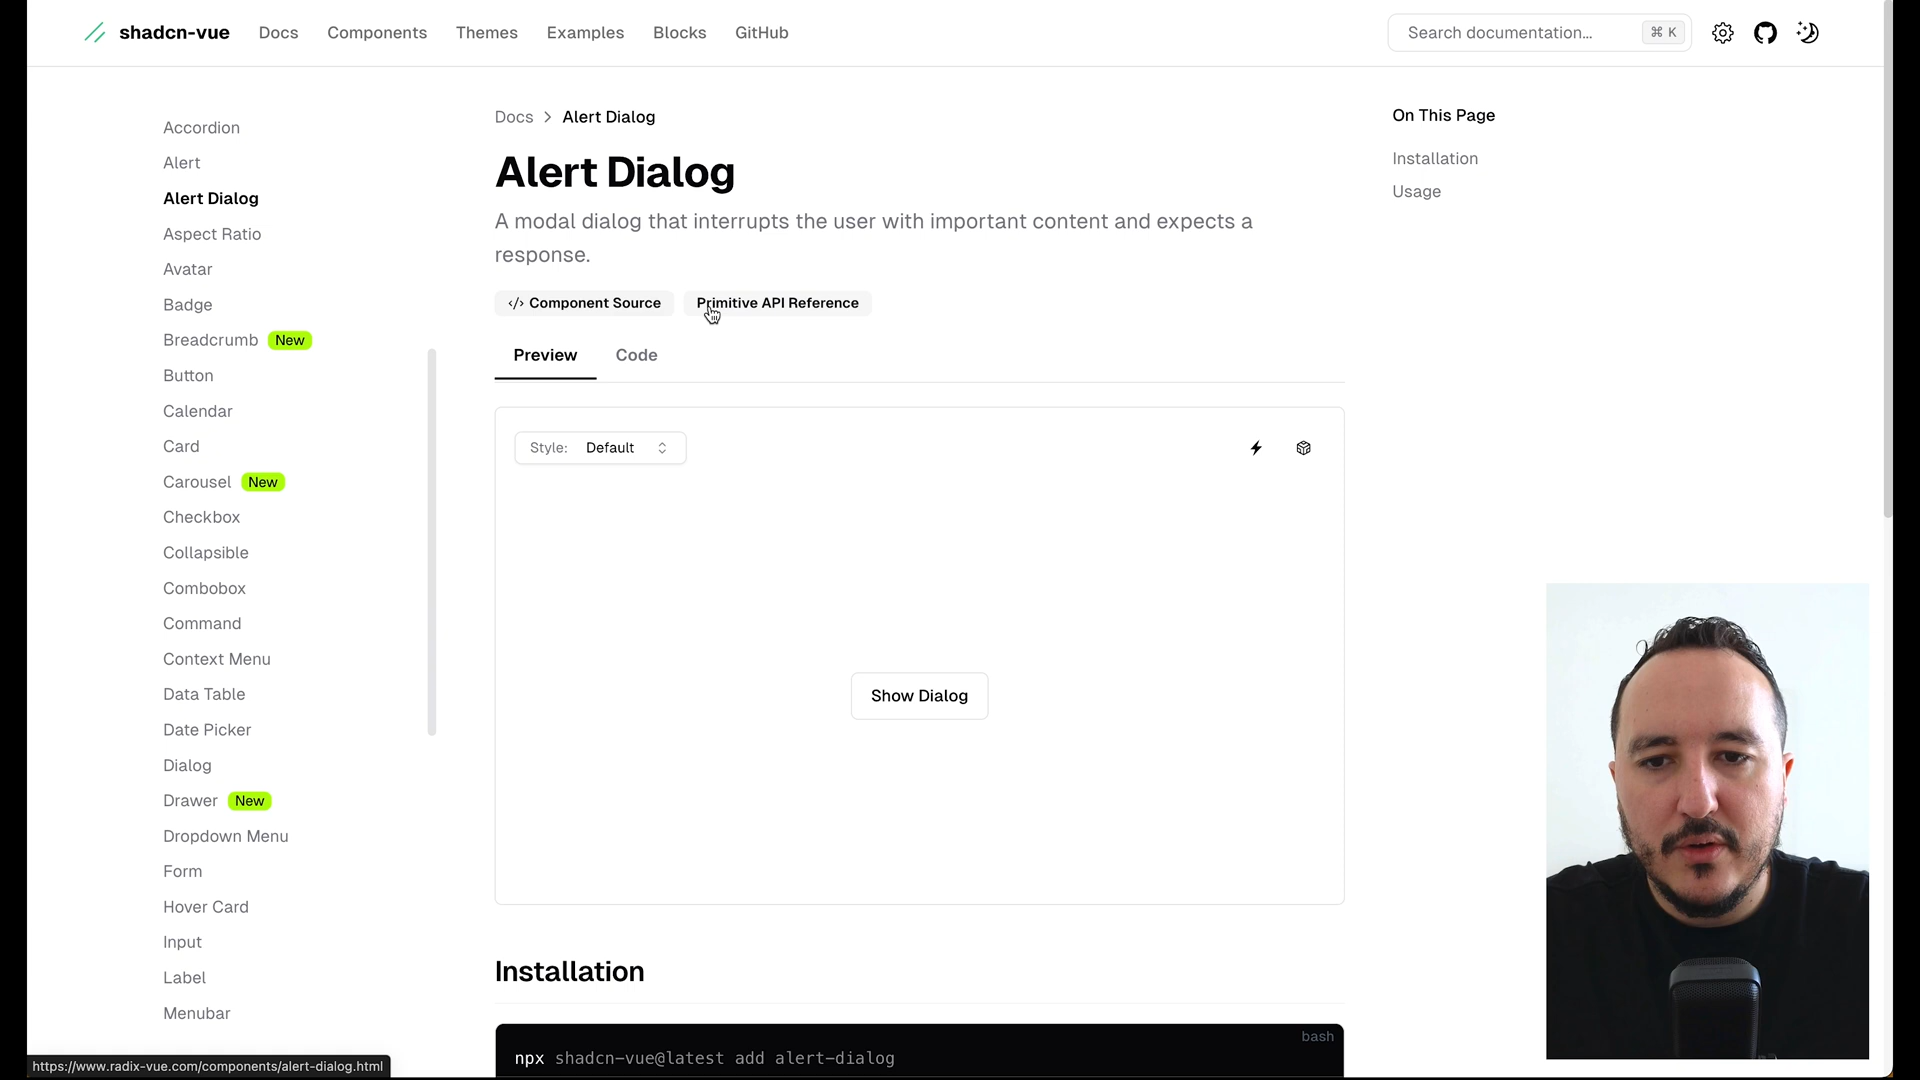 shadcn-vue
Docs
Components
Themes
Examples
Blocks
GitHub
Search documentation...
⌘ K
Accordion
Alert
Alert Dialog
Aspect Ratio
Avatar
Badge
Breadcrumb New
Button
Calendar
Card
Carousel New
Checkbox
Collapsible
Combobox
Command
Context Menu
Data Table
Date Picker
Dialog
Drawer New
Dropdown Menu
Form
Hover Card
Input
Label
Menubar
Docs > Alert Dialog
Alert Dialog
A modal dialog that interrupts the user with important content and expects a
response.
</> Component Source
Primitive API Reference
Preview
Code
Style: Default
Show Dialog
Installation
bash
npx shadcn-vue@latest add alert-dialog
On This Page
Installation
Usage
https://www.radix-vue.com/components/alert-dialog.html